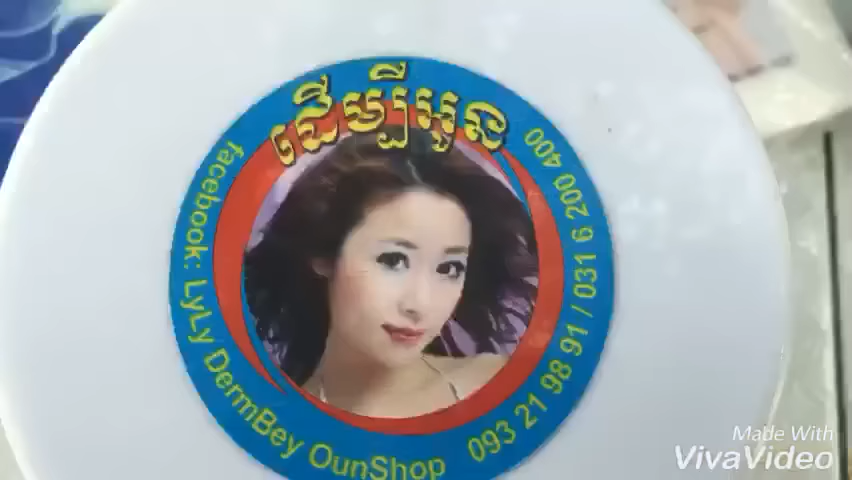 ដើម្បីអូន
facebook: LyLy DermBey OunShop
093 21 98 91 / 031 6 200 400
Made With
VivaVideo